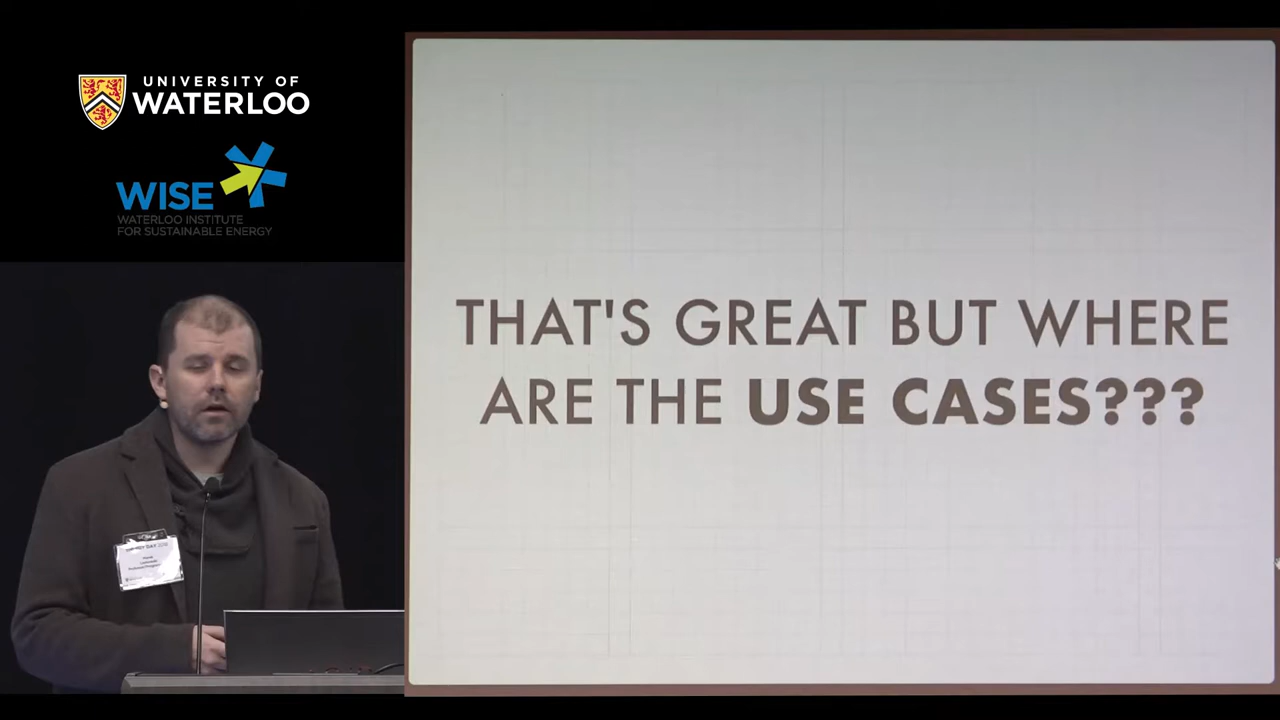 UNIVERSITY OF
WATERLOO
WISE
WATERLOO INSTITUTE
FOR SUSTAINABLE ENERGY
THAT'S GREAT BUT WHERE
ARE THE USE CASES???